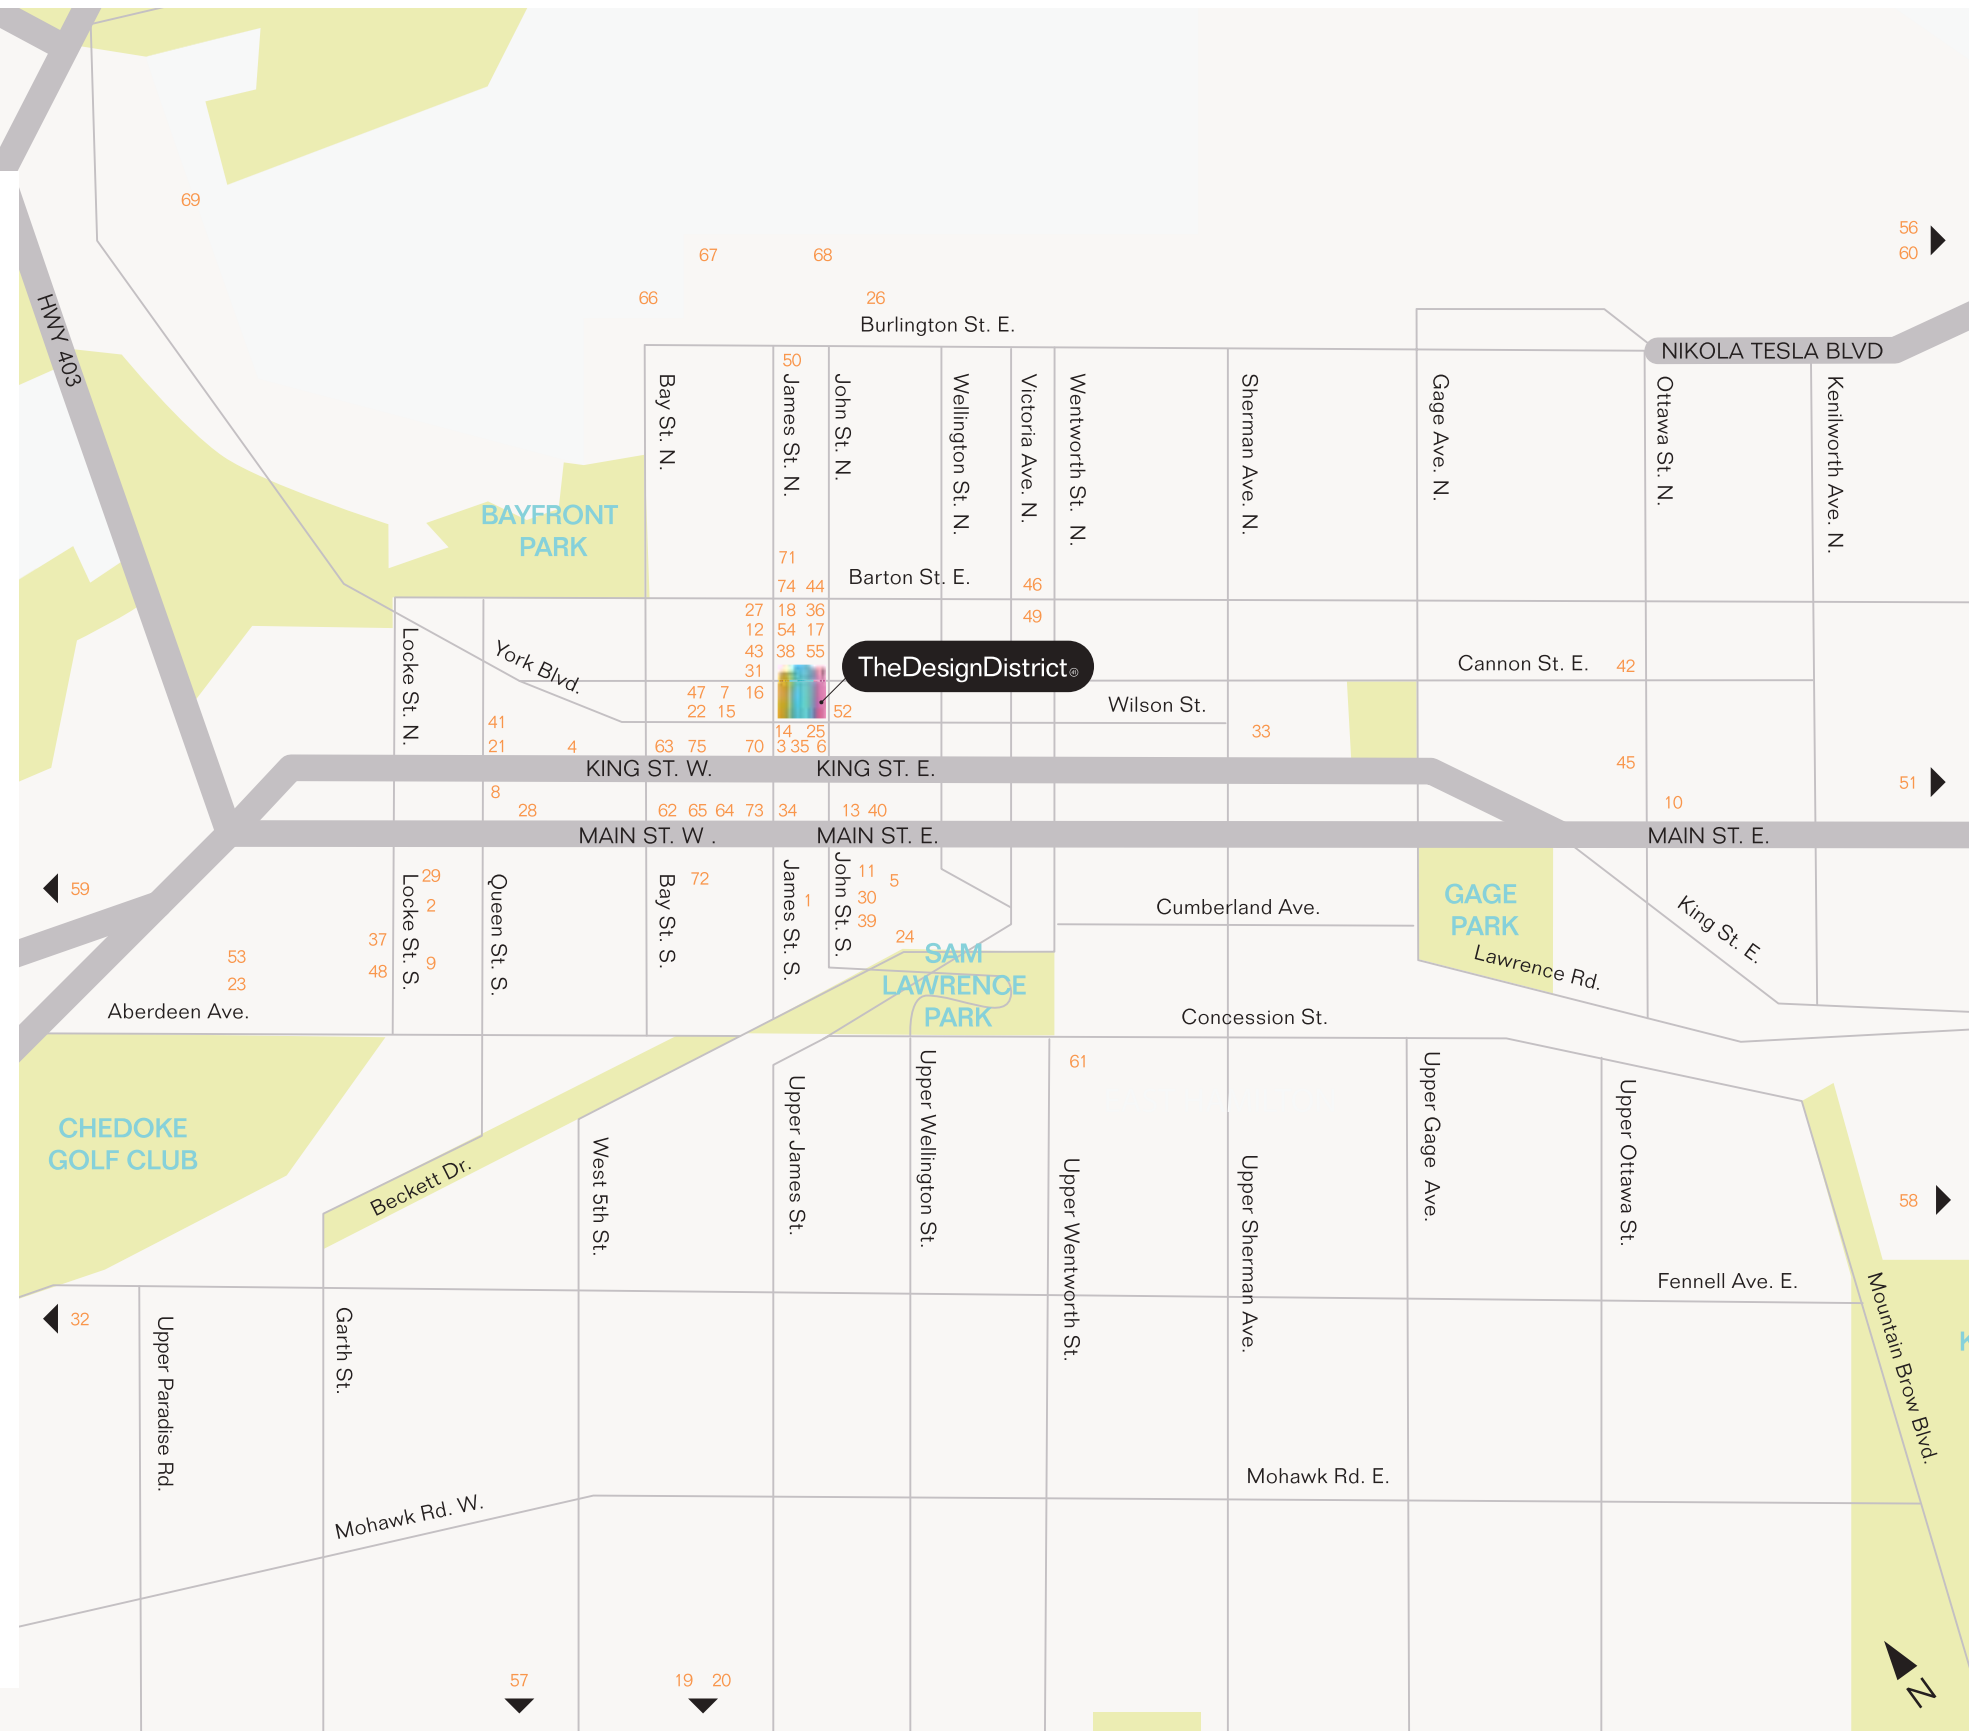 69
67
68
66
26
56
60
Burlington St. E.
NIKOLA TESLA BLVD
HWY 403
50
Bay St. N.
James St. N.
John St. N.
Wellington St. N.
Victoria Ave. N.
Wentworth St. N.
Sherman Ave. N.
Gage Ave. N.
Ottawa St. N.
Kenilworth Ave. N.
BAYFRONT
PARK
71
74 44
Barton St. E.
46
27 18 36
49
12 54 17
43 38 55
31
Locke St. N.
York Blvd.
TheDesignDistrict®
Cannon St. E.
42
47 7 16
22 15
52
Wilson St.
41
14 25
33
21
4
63 75 70 3 35 6
KING ST. W.
KING ST. E.
45
51
8
28
62 65 64 73 34 13 40
10
MAIN ST. W .
MAIN ST. E.
MAIN ST. E.
59
29
2
37
9
48
53
23
Locke St. S.
Queen St. S.
Bay St. S.
72
James St. S.
1
John St. S.
11
5
30
39
24
Cumberland Ave.
GAGE
PARK
King St. E.
Lawrence Rd.
SAM
LAWRENCE
PARK
Aberdeen Ave.
Concession St.
61
CHEDOKE
GOLF CLUB
Beckett Dr.
West 5th St.
Upper James St.
Upper Wellington St.
Upper Wentworth St.
Upper Sherman Ave.
Upper Gage Ave.
Upper Ottawa St.
58
Fennell Ave. E.
32
Upper Paradise Rd.
Garth St.
Mountain Brow Blvd.
K
Mohawk Rd. W.
Mohawk Rd. E.
57
19 20
N